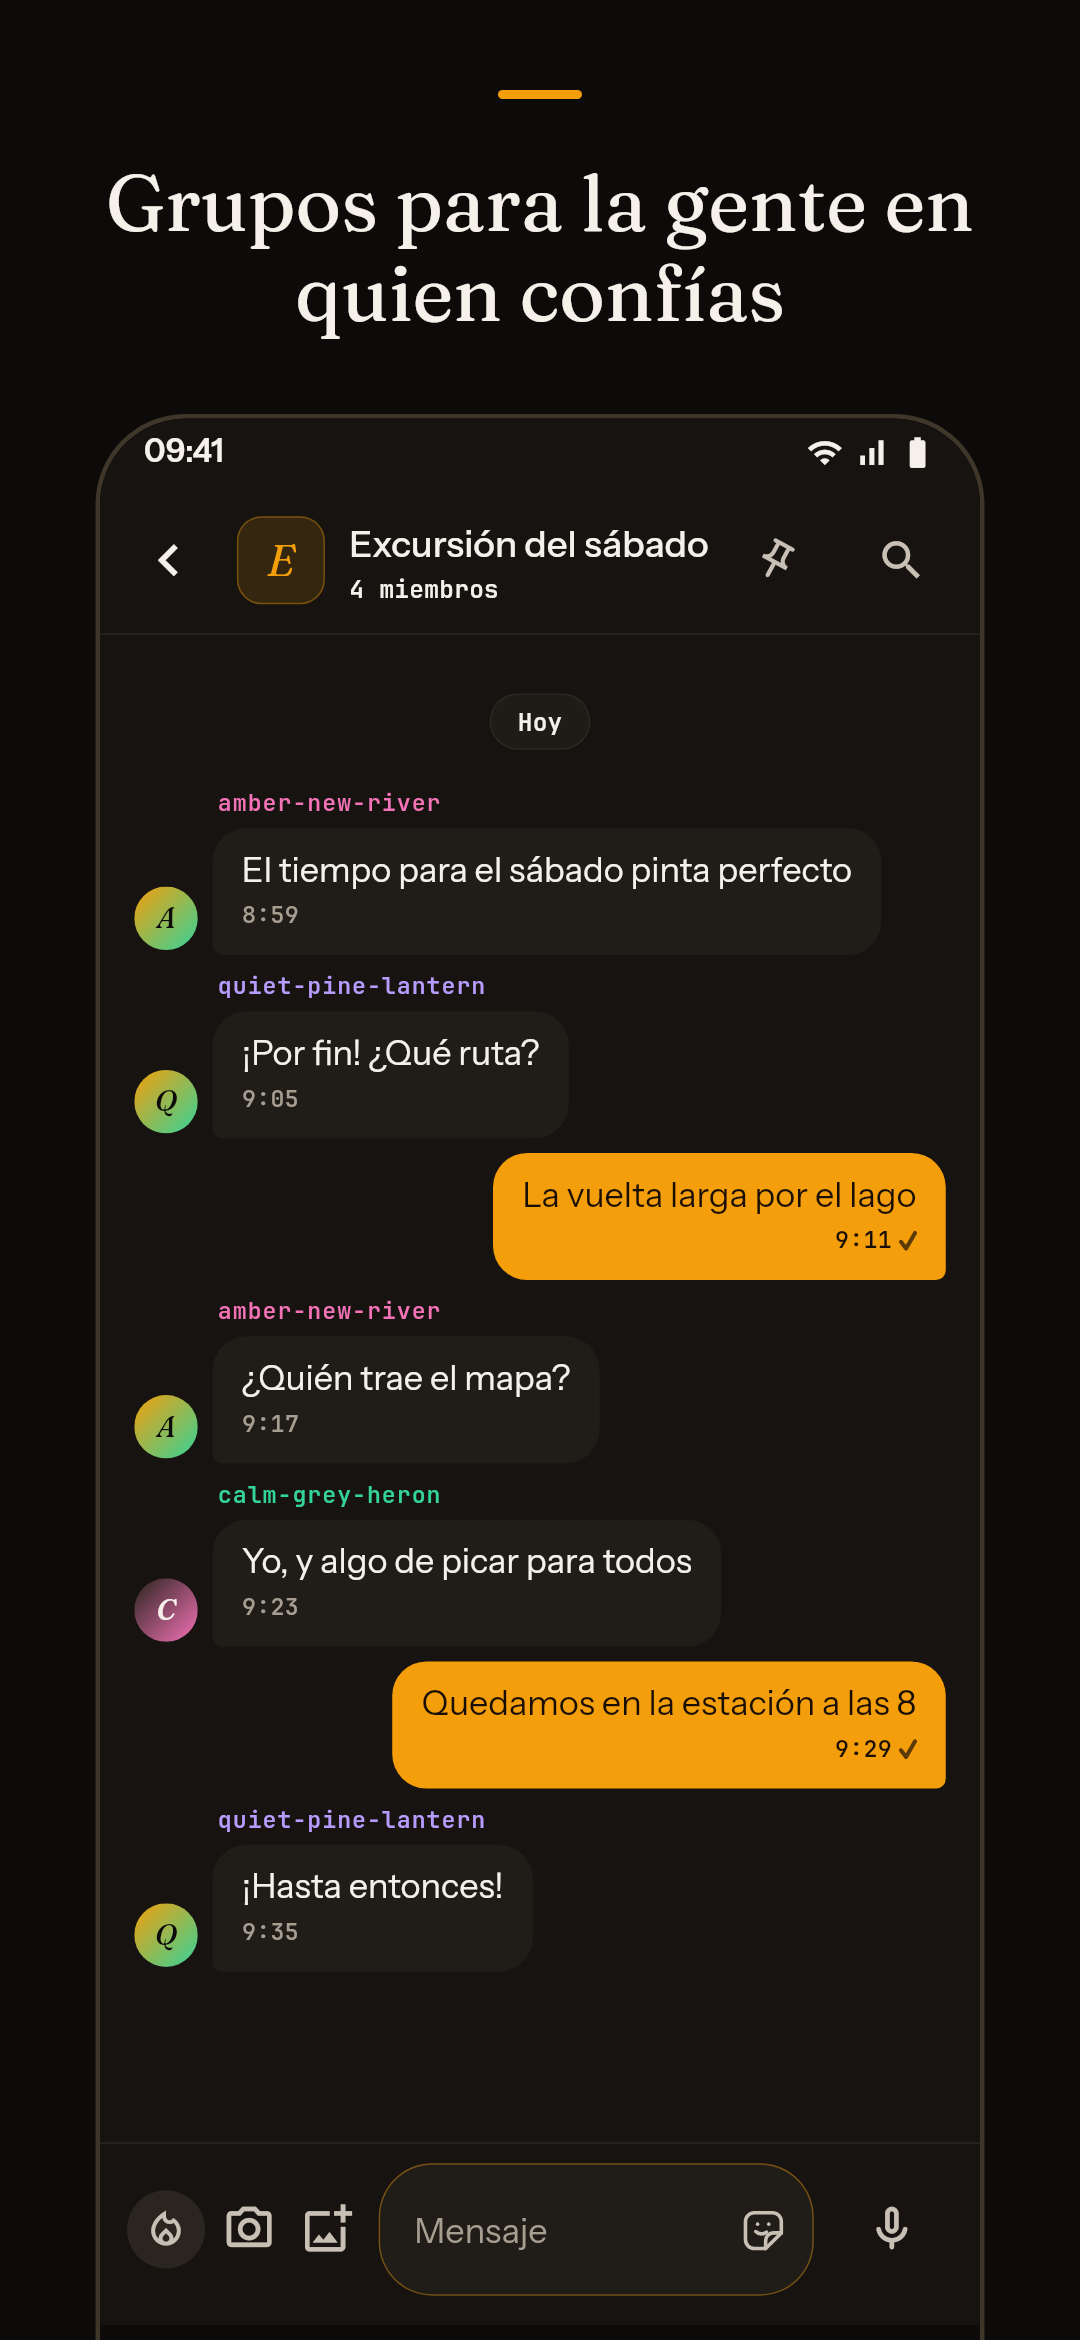 Grupos para la gente en
quien confías
09:41
E
Excursión del sábado
4 miembros
Hoy
amber-new-river
El tiempo para el sábado pinta perfecto
8:59
A
quiet-pine-lantern
¡Por fin! ¿Qué ruta?
9:05
Q
La vuelta larga por el lago
9:11
amber-new-river
¿Quién trae el mapa?
9:17
A
calm-grey-heron
Yo, y algo de picar para todos
9:23
C
Quedamos en la estación a las 8
9:29
quiet-pine-lantern
¡Hasta entonces!
9:35
Q
Mensaje